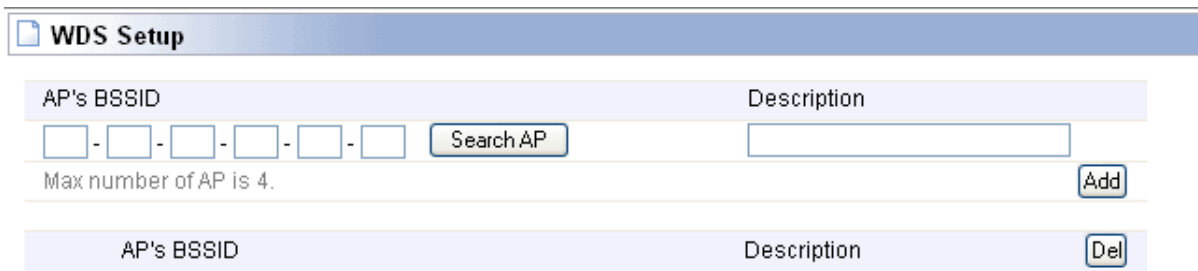 WDS Setup
AP's BSSID Description
- - - - - Search AP
Max number of AP is 4. Add
AP's BSSID Description Del